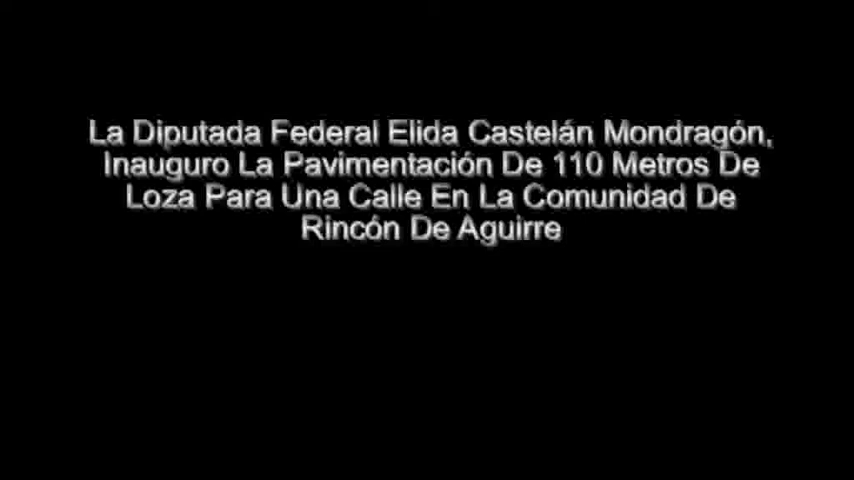 La Diputada Federal Elida Castelán Mondragón,
Inauguro La Pavimentación De 110 Metros De
Loza Para Una Calle En La Comunidad De
Rincón De Aguirre